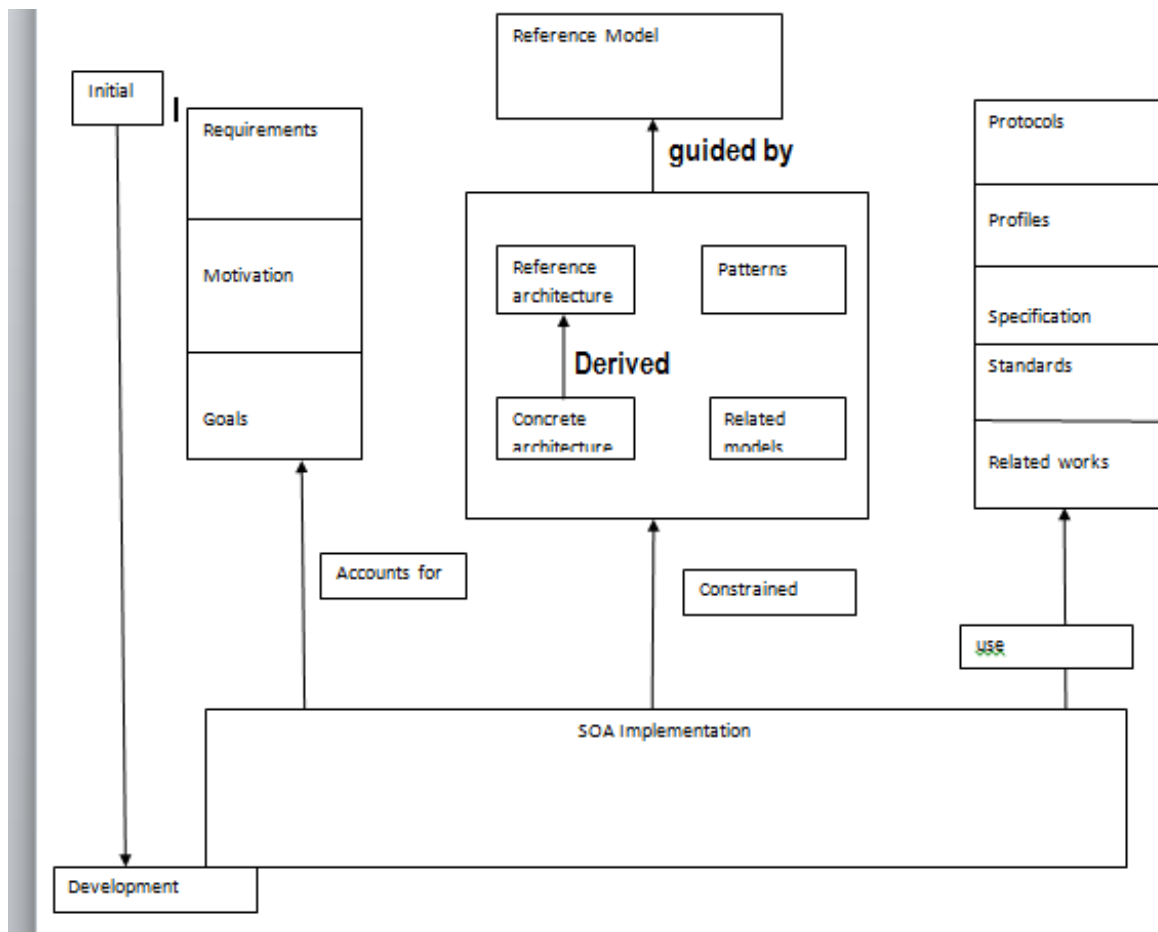 Reference Model
Initial
Requirements
Protocols
guided by
Profiles
Reference
architecture
Patterns
Motivation
Specification
Derived
Standards
Goals
Concrete
architecture
Related
models
Related works
Accounts for
Constrained
use
SOA Implementation
Development